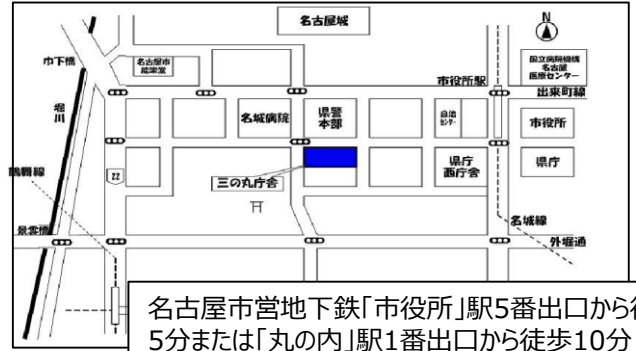 名古屋城
N
巾下橋
名古屋市
能楽堂
国立病院機構
名古屋
医療センター
市役所駅
出来町線
堀川
名城病院
県警
本部
自治
センター
市役所
鶴舞線
22
三の丸庁舎
県庁
西庁舎
県庁
景雲橋
名城線
外堀通
名古屋市営地下鉄「市役所」駅5番出口から徒
5分または「丸の内」駅1番出口から徒歩10分